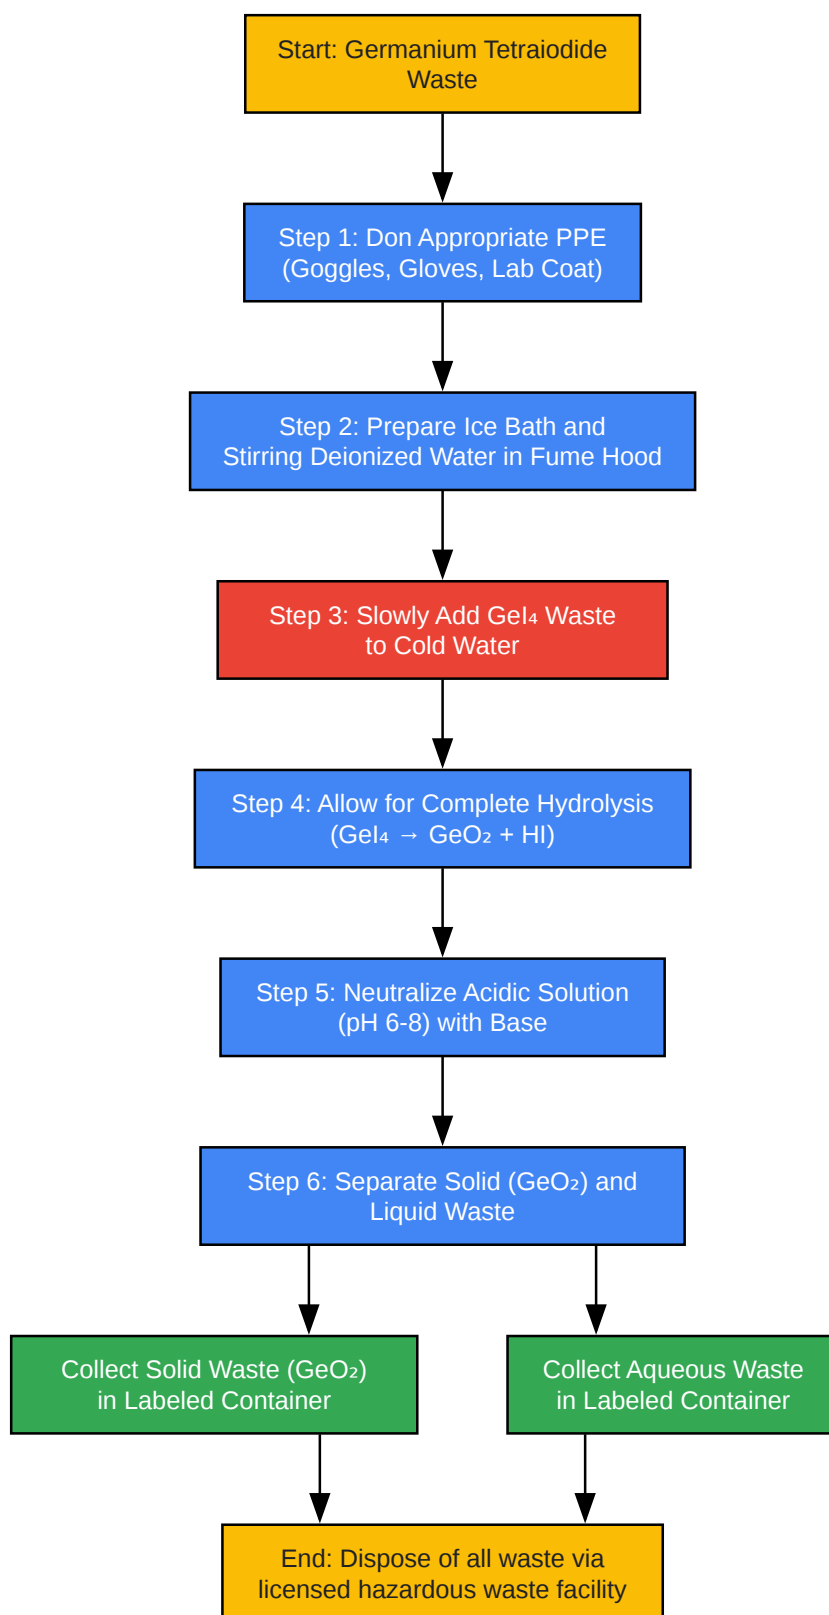 Start: Germanium Tetraiodide
Waste
Step 1: Don Appropriate PPE
(Goggles, Gloves, Lab Coat)
Step 2: Prepare Ice Bath and
Stirring Deionized Water in Fume Hood
Step 3: Slowly Add GeI₄ Waste
to Cold Water
Step 4: Allow for Complete Hydrolysis
(GeI₄ → GeO₂ + HI)
Step 5: Neutralize Acidic Solution
(pH 6-8) with Base
Step 6: Separate Solid (GeO₂) and
Liquid Waste
Collect Solid Waste (GeO₂)
in Labeled Container
Collect Aqueous Waste
in Labeled Container
End: Dispose of all waste via
licensed hazardous waste facility